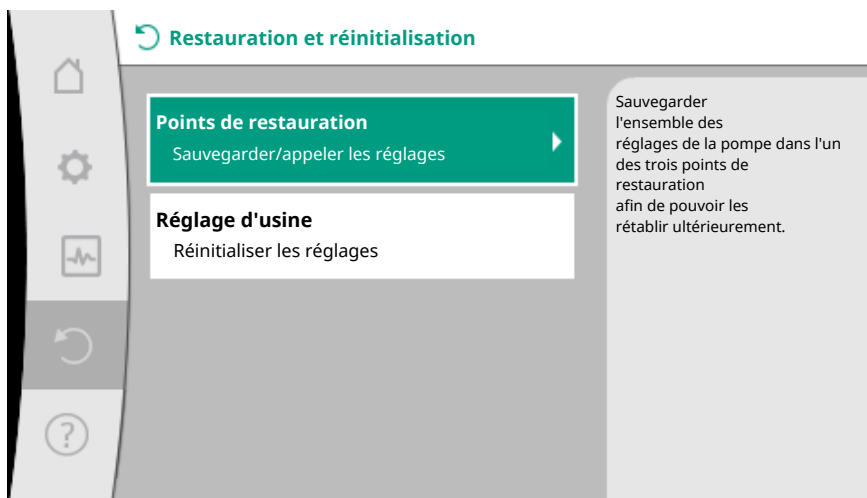 Restauration et réinitialisation
Points de restauration
Sauvegarder/appeler les réglages
Réglage d'usine
Réinitialiser les réglages
Sauvegarder
l'ensemble des
réglages de la pompe dans l'un
des trois points de
restauration
afin de pouvoir les
rétablir ultérieurement.
?